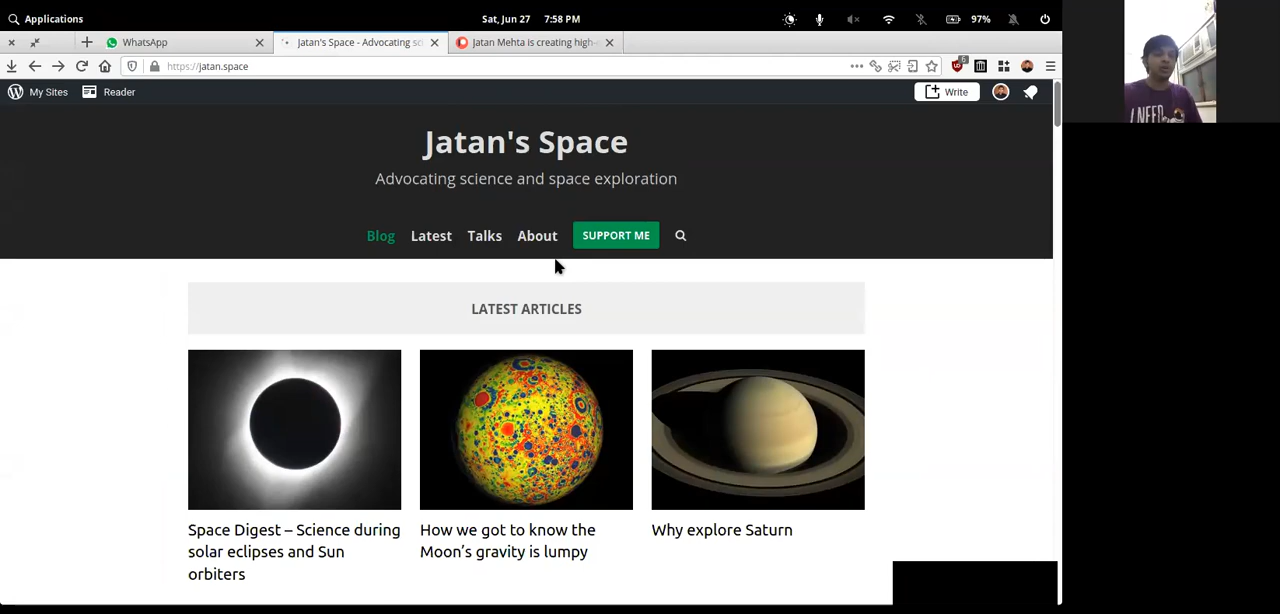 Applications
Sat, Jun 27 7:58 PM
97%
WhatsApp
Jatan's Space - Advocating sc
Jatan Mehta is creating high-
https://jatan.space
6
My Sites
Reader
Write
Jatan's Space
Advocating science and space exploration
Blog
Latest
Talks
About
SUPPORT ME
LATEST ARTICLES
Space Digest – Science during
solar eclipses and Sun
orbiters
How we got to know the
Moon's gravity is lumpy
Why explore Saturn
I NEED